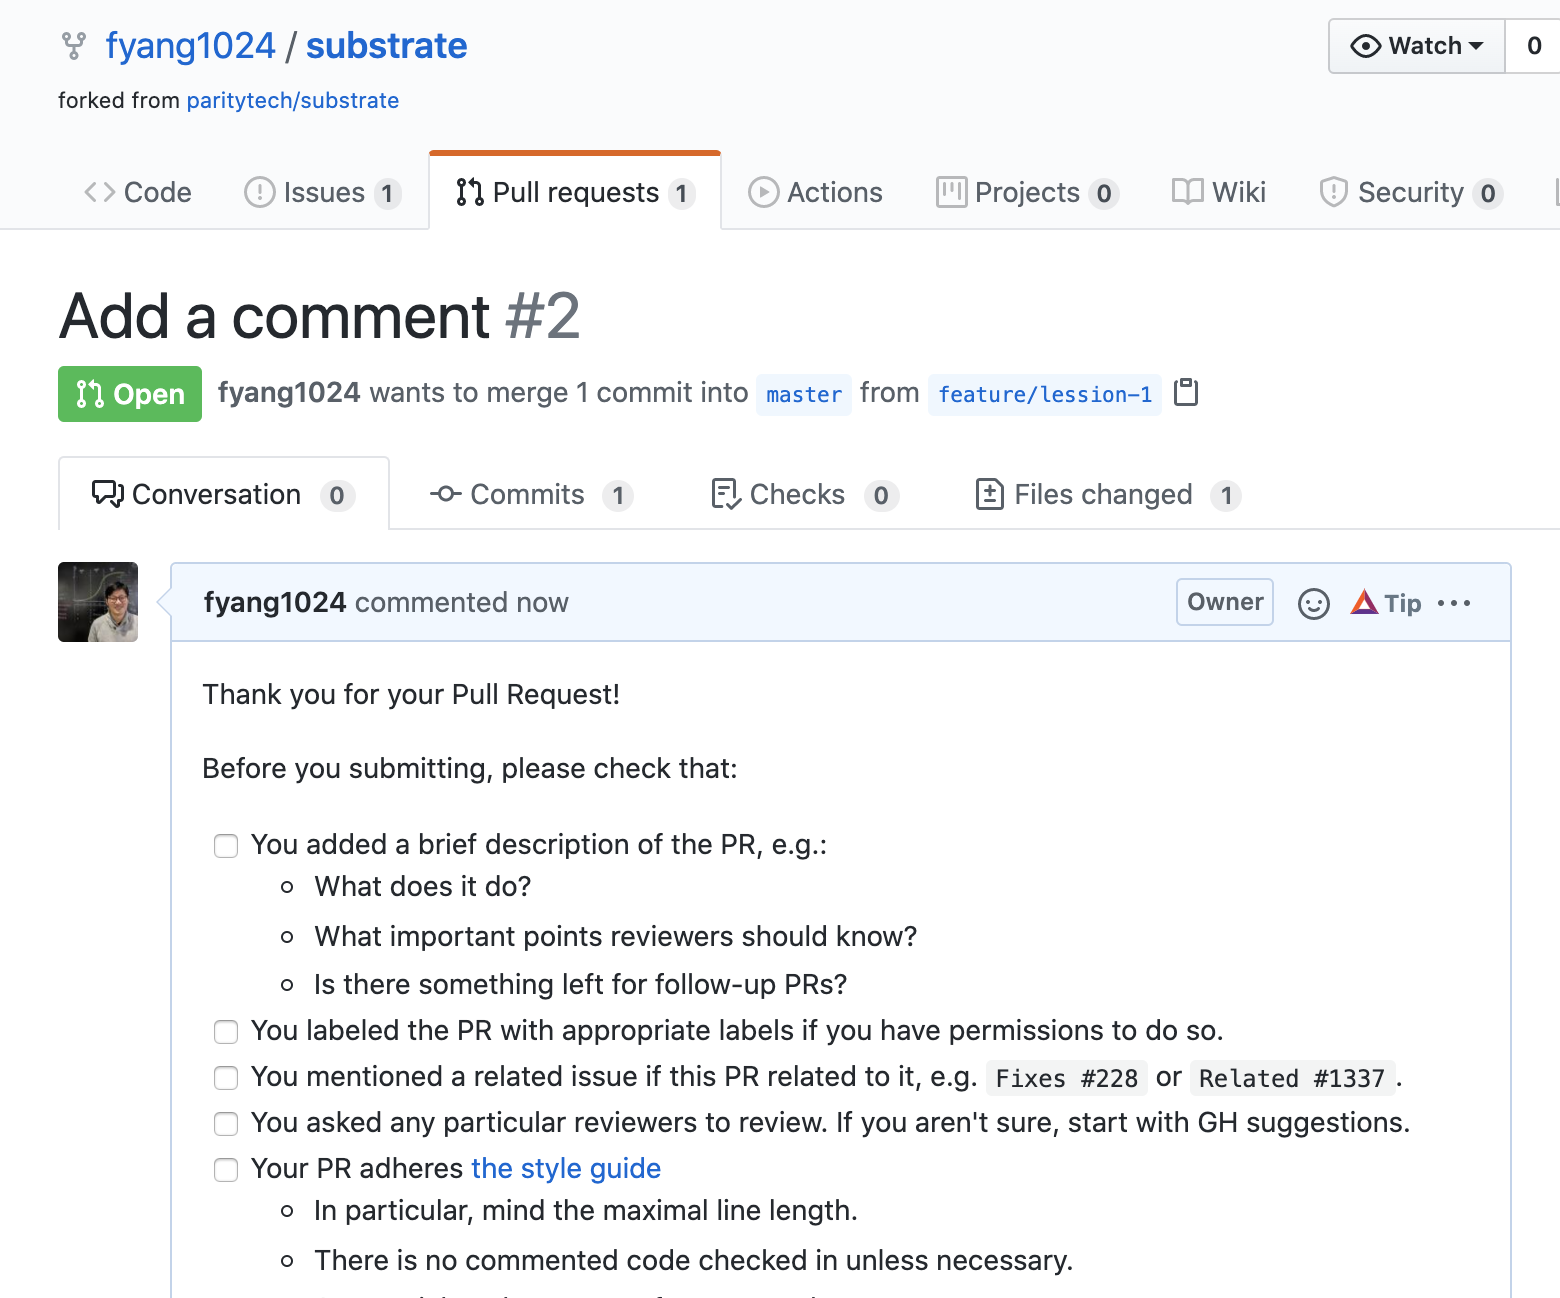 fyang1024 / substrate
Watch 0
forked from paritytech/substrate
Code Issues 1 Pull requests 1 Actions Projects 0 Wiki Security 0
Add a comment #2
Open fyang1024 wants to merge 1 commit into master from feature/lession-1
Conversation 0 Commits 1 Checks 0 Files changed 1
fyang1024 commented now Owner Tip
Thank you for your Pull Request!
Before you submitting, please check that:
You added a brief description of the PR, e.g.:
What does it do?
What important points reviewers should know?
Is there something left for follow-up PRs?
You labeled the PR with appropriate labels if you have permissions to do so.
You mentioned a related issue if this PR related to it, e.g. Fixes #228 or Related #1337.
You asked any particular reviewers to review. If you aren't sure, start with GH suggestions.
Your PR adheres the style guide
In particular, mind the maximal line length.
There is no commented code checked in unless necessary.